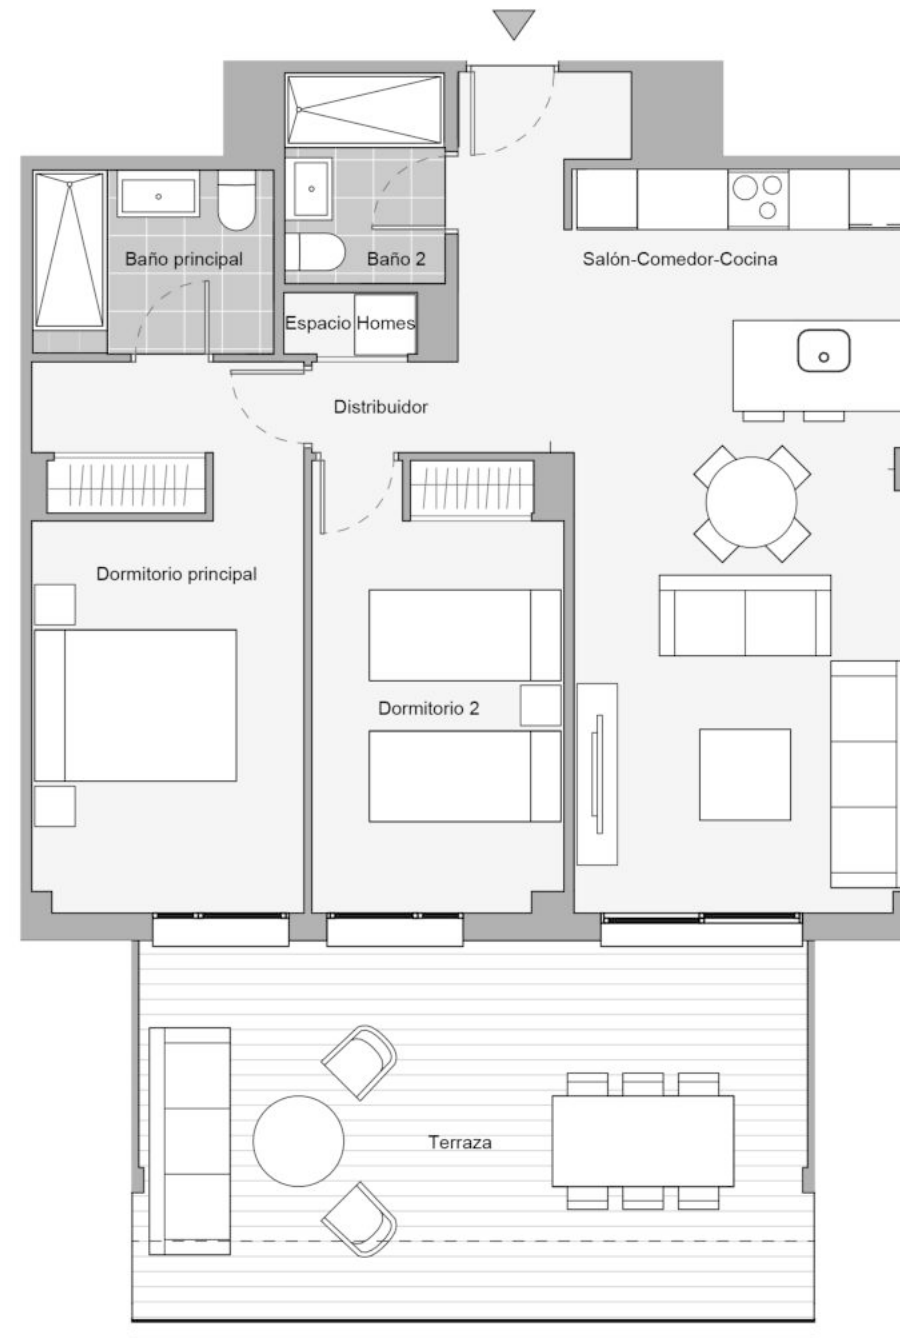 Baño principal
Baño 2
Salón-Comedor-Cocina
Espacio Homes
Distribuidor
Dormitorio principal
Dormitorio 2
Terraza